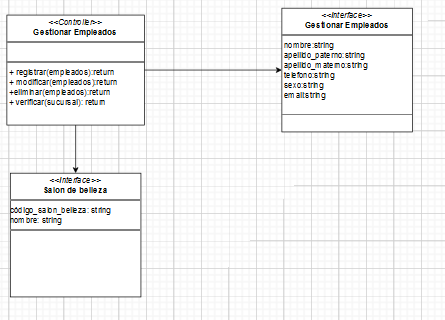 <<Controller>>
Gestionar Empleados
+ registrar(empleados):return
+ modificar(empleados):return
+eliminar(empleados):return
+ verificar(sucursal): return
<<Interface>>
Gestionar Empleados
nombre:string
apellido_paterno:string
apellido_materno:string
telefono:string
sexo:string
email:string
<<Interface>>
Salon de belleza
código_salon_belleza: string
nombre: string